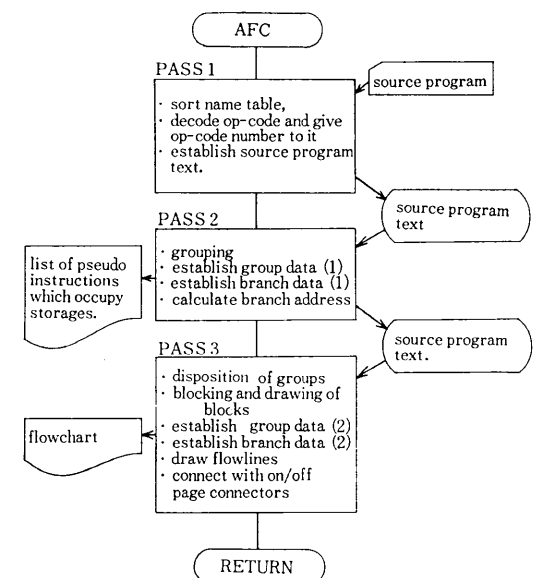 AFC
PASS 1
source program
· sort name table,
· decode op-code and give
op-code number to it
· establish source program
text.
source program
text
PASS 2
· grouping
· establish group data (1)
· establish branch data (1)
· calculate branch address
list of pseudo
instructions
which occupy
storages.
source program
text.
PASS 3
· disposition of groups
· blocking and drawing of
blocks
· establish group data (2)
· establish branch data (2)
· draw flowlines
· connect with on/off
page connectors
flowchart
RETURN